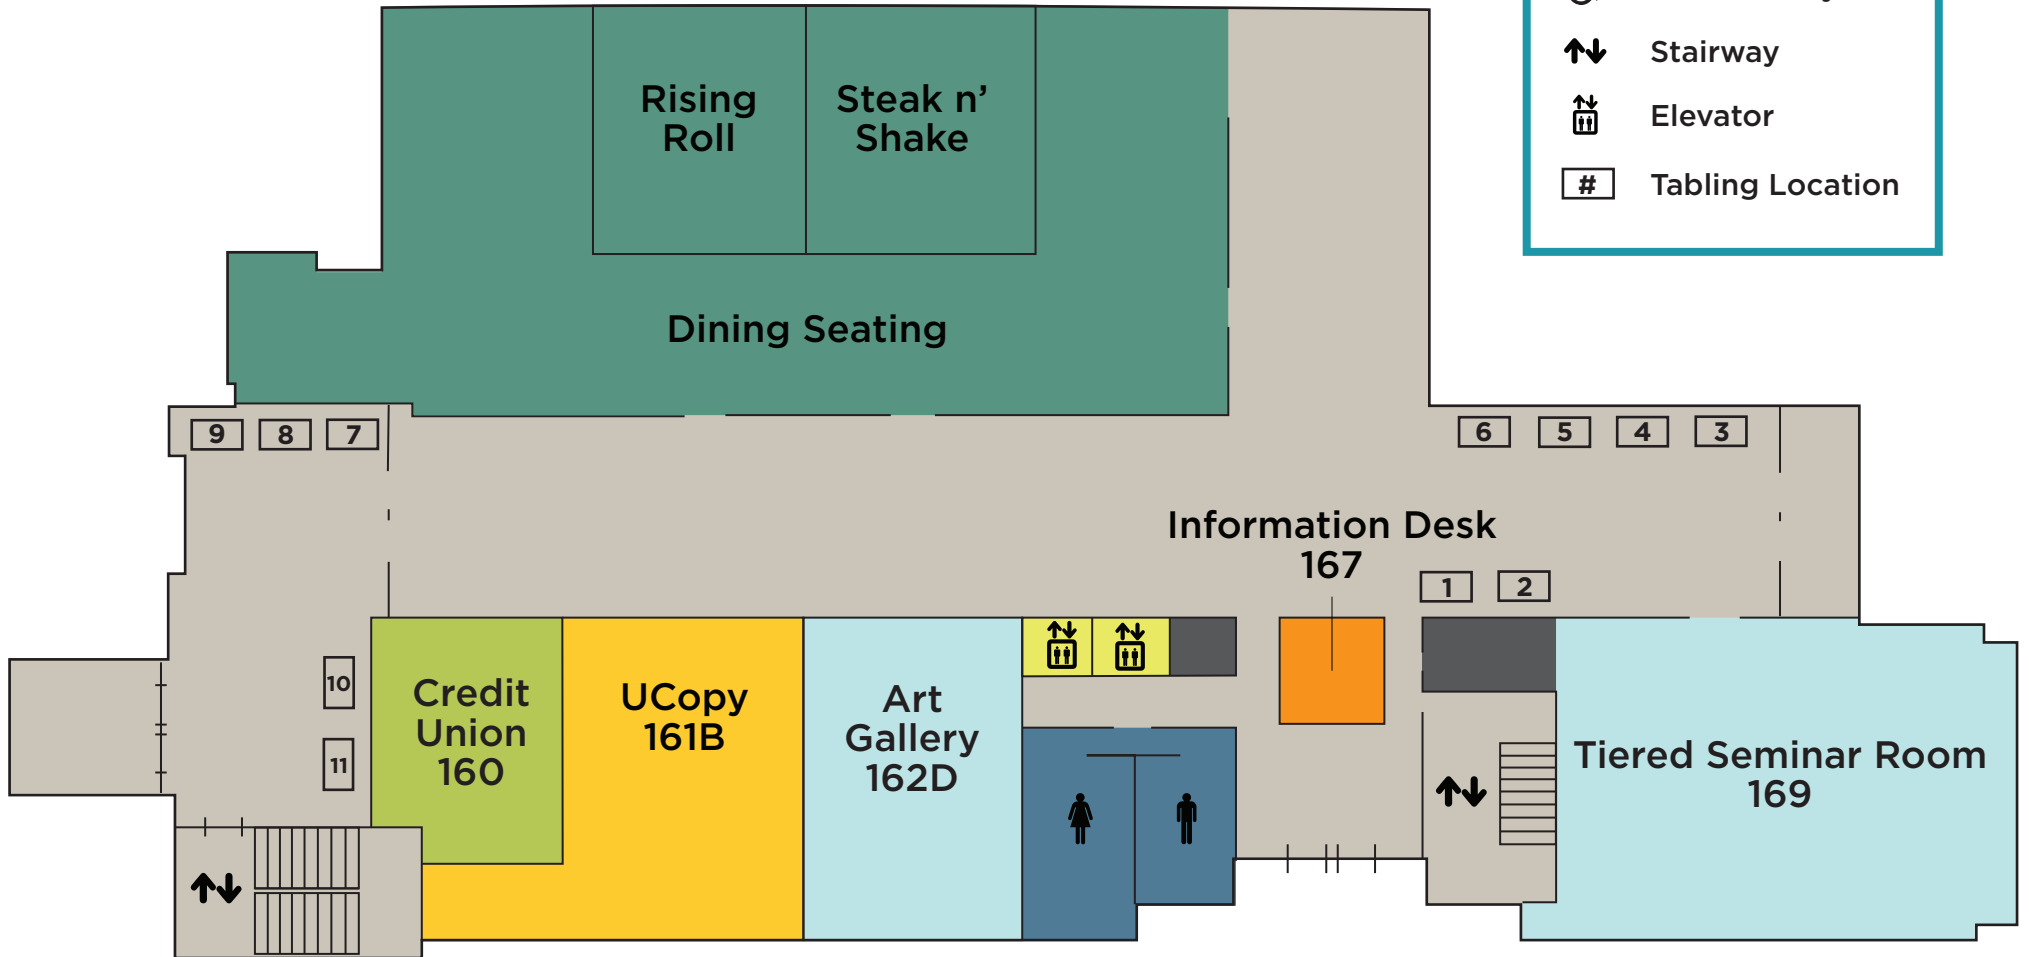 Stairway
Elevator
# Tabling Location
Rising
Roll
Steak n’
Shake
Dining Seating
9 8 7
6 5 4 3
Information Desk
167
1 2
10
11
Credit
Union
160
UCopy
161B
Art
Gallery
162D
Tiered Seminar Room
169